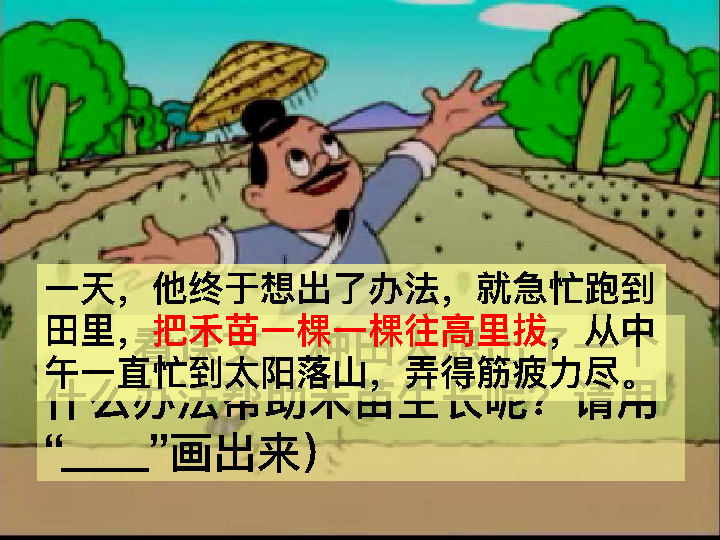 一天，他终于想出了办法，就急忙跑到
田里，把禾苗一棵一棵往高里拔，从中
午一直忙到太阳落山，弄得筋疲力尽。
什么办法帮助禾苗生长呢？请用
“____”画出来）